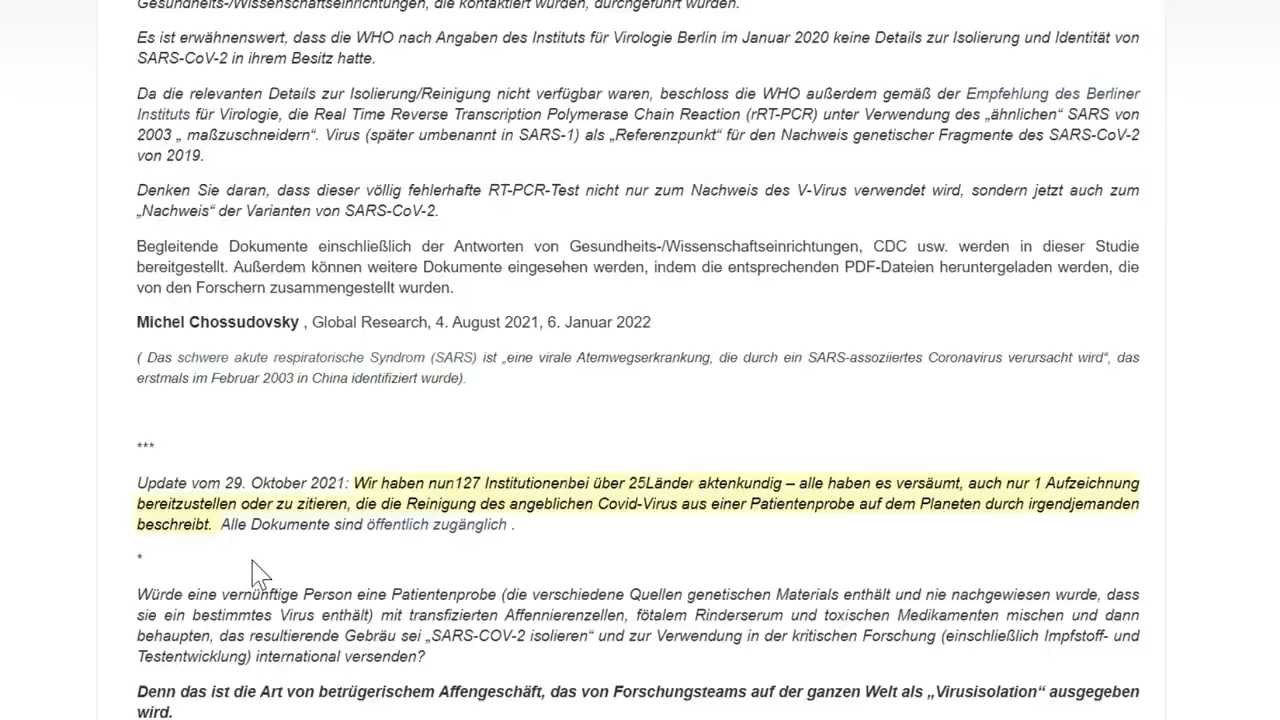 Gesundheits-/Wissenschaftseinrichtungen, die kontaktiert wurden, durchgeführt wurden.
Es ist erwähnenswert, dass die WHO nach Angaben des Instituts für Virologie Berlin im Januar 2020 keine Details zur Isolierung und Identität von
SARS-CoV-2 in ihrem Besitz hatte.
Da die relevanten Details zur Isolierung/Reinigung nicht verfügbar waren, beschloss die WHO außerdem gemäß der Empfehlung des Berliner
Instituts für Virologie, die Real Time Reverse Transcription Polymerase Chain Reaction (rRT-PCR) unter Verwendung des „ähnlichen“ SARS von
2003 „ maßzuschneidern“. Virus (später umbenannt in SARS-1) als „Referenzpunkt“ für den Nachweis genetischer Fragmente des SARS-CoV-2
von 2019.
Denken Sie daran, dass dieser völlig fehlerhafte RT-PCR-Test nicht nur zum Nachweis des V-Virus verwendet wird, sondern jetzt auch zum
„Nachweis“ der Varianten von SARS-CoV-2.
Begleitende Dokumente einschließlich der Antworten von Gesundheits-/Wissenschaftseinrichtungen, CDC usw. werden in dieser Studie
bereitgestellt. Außerdem können weitere Dokumente eingesehen werden, indem die entsprechenden PDF-Dateien heruntergeladen werden, die
von den Forschern zusammengestellt wurden.
Michel Chossudovsky , Global Research, 4. August 2021, 6. Januar 2022
( Das schwere akute respiratorische Syndrom (SARS) ist „eine virale Atemwegserkrankung, die durch ein SARS-assoziiertes Coronavirus verursacht wird“, das
erstmals im Februar 2003 in China identifiziert wurde).
***
Update vom 29. Oktober 2021: Wir haben nun127 Institutionenbei über 25Länder aktenkundig – alle haben es versäumt, auch nur 1 Aufzeichnung
bereitzustellen oder zu zitieren, die die Reinigung des angeblichen Covid-Virus aus einer Patientenprobe auf dem Planeten durch irgendjemanden
beschreibt. Alle Dokumente sind öffentlich zugänglich .
*
Würde eine vernünftige Person eine Patientenprobe (die verschiedene Quellen genetischen Materials enthält und nie nachgewiesen wurde, dass
sie ein bestimmtes Virus enthält) mit transfizierten Affennierenzellen, fötalem Rinderserum und toxischen Medikamenten mischen und dann
behaupten, das resultierende Gebräu sei „SARS-COV-2 isolieren“ und zur Verwendung in der kritischen Forschung (einschließlich Impfstoff- und
Testentwicklung) international versenden?
Denn das ist die Art von betrügerischem Affengeschäft, das von Forschungsteams auf der ganzen Welt als „Virusisolation“ ausgegeben
wird.